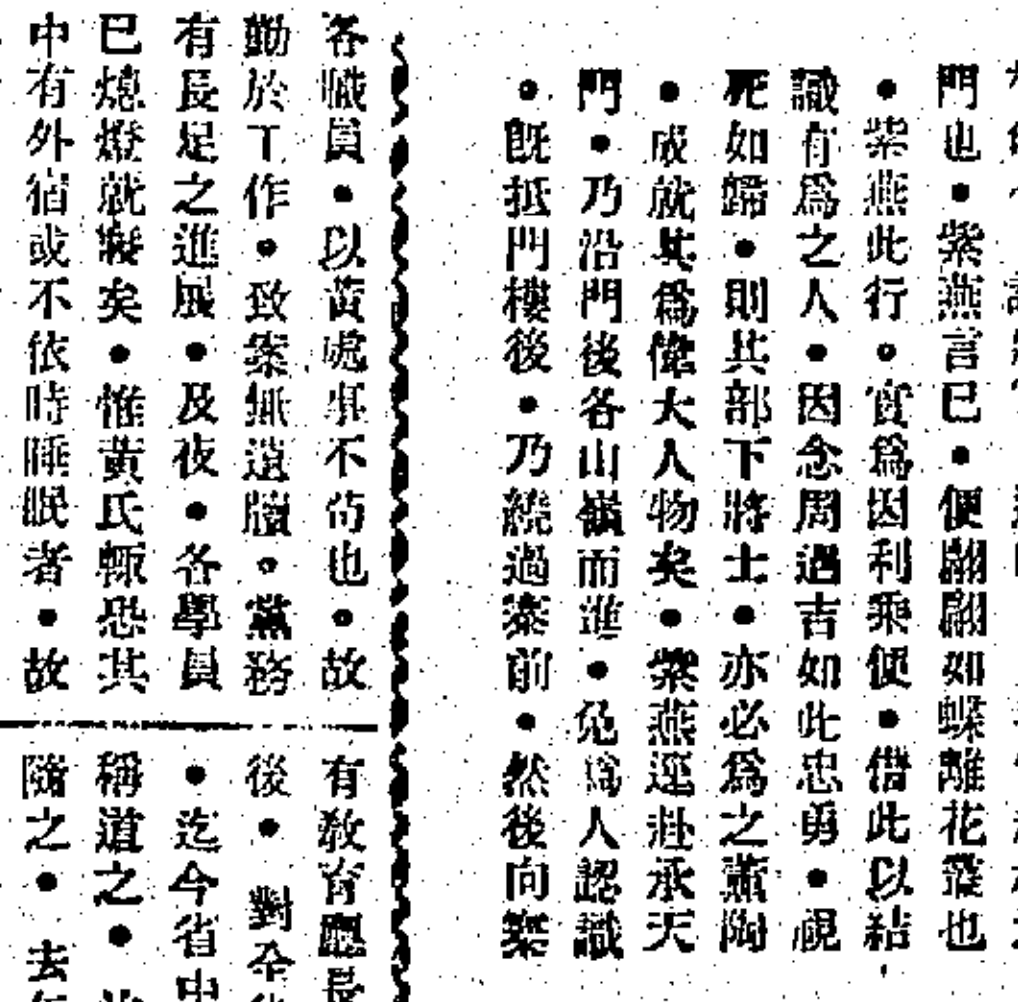 門也●紫燕言已●便翩翩如蝶離花叢也
●紫燕此行。實爲因利乘便●借此以結
識有爲之人●因念周遇吉如此忠勇●視
死如歸●則其部下將士●亦必爲之薰陶
●成就其爲偉大人物矣●紫燕逕赴承天
門●乃沿門後各山嶺而進●免爲人認識
●既抵門樓後●乃繞過寨前●然後向
各職員●以黃處事不苟也。故
勤於工作。致案無遺牘。黨務
有長足之進展●及夜●各學員
已熄燈就寢矣●惟黃氏輒恐其
中有外宿或不依時睡眠者●故
有教育廳長
後●對全
●迄今省中
稱道之●
隨之●去